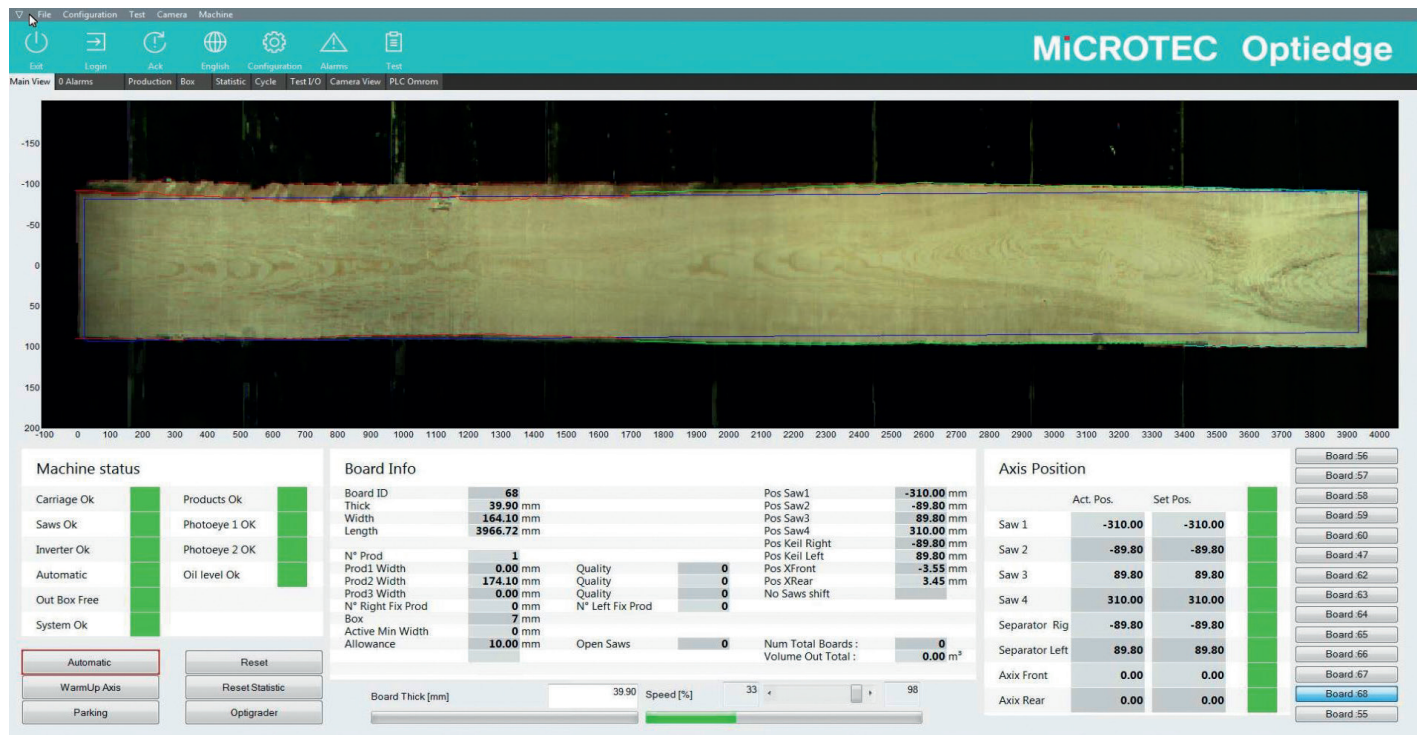 File Configuration Test Camera Machine
Exit Login Ack English Configuration Alarms Test
MiCROTEC Optiedge
Main View 0 Alarms Production Box Statistic Cycle Test I/O Camera View PLC Omrom
-150
-100
-50
0
50
100
150
200
-100 0 100 200 300 400 500 600 700 800 900 1000 1100 1200 1300 1400 1500 1600 1700 1800 1900 2000 2100 2200 2300 2400 2500 2600 2700 2800 2900 3000 3100 3200 3300 3400 3500 3600 3700 3800 3900 4000
Machine status
Carriage Ok Products Ok
Saws Ok Photoeye 1 OK
Inverter Ok Photoeye 2 OK
Automatic Oil level Ok
Out Box Free
System Ok
Automatic Reset
WarmUp Axis Reset Statistic
Parking Optigrader
Board Info
Board ID 68 Pos Saw1 -310.00 mm
Thick 39.90 mm Pos Saw2 -89.80 mm
Width 164.10 mm Pos Saw3 89.80 mm
Length 3966.72 mm Pos Saw4 310.00 mm
Pos Keil Right -89.80 mm
N° Prod 1 Pos Keil Left 89.80 mm
Prod1 Width 0.00 mm Quality 0 Pos XFront -3.55 mm
Prod2 Width 174.10 mm Quality 0 Pos XRear 3.45 mm
Prod3 Width 0.00 mm Quality 0 No Saws shift
N° Right Fix Prod 0 mm N° Left Fix Prod 0
Box 7 mm
Active Min Width 0 mm
Allowance 10.00 mm Open Saws 0 Num Total Boards : 0
Volume Out Total : 0.00 m³
Board Thick [mm] 39.90 Speed [%] 33 98
Axis Position
Act. Pos. Set Pos.
Saw 1 -310.00 -310.00
Saw 2 -89.80 -89.80
Saw 3 89.80 89.80
Saw 4 310.00 310.00
Separator Rig -89.80 -89.80
Separator Left 89.80 89.80
Axix Front 0.00 0.00
Axix Rear 0.00 0.00
Board :56
Board :57
Board :58
Board :59
Board :60
Board :47
Board :62
Board :63
Board :64
Board :65
Board :66
Board :67
Board :68
Board :55